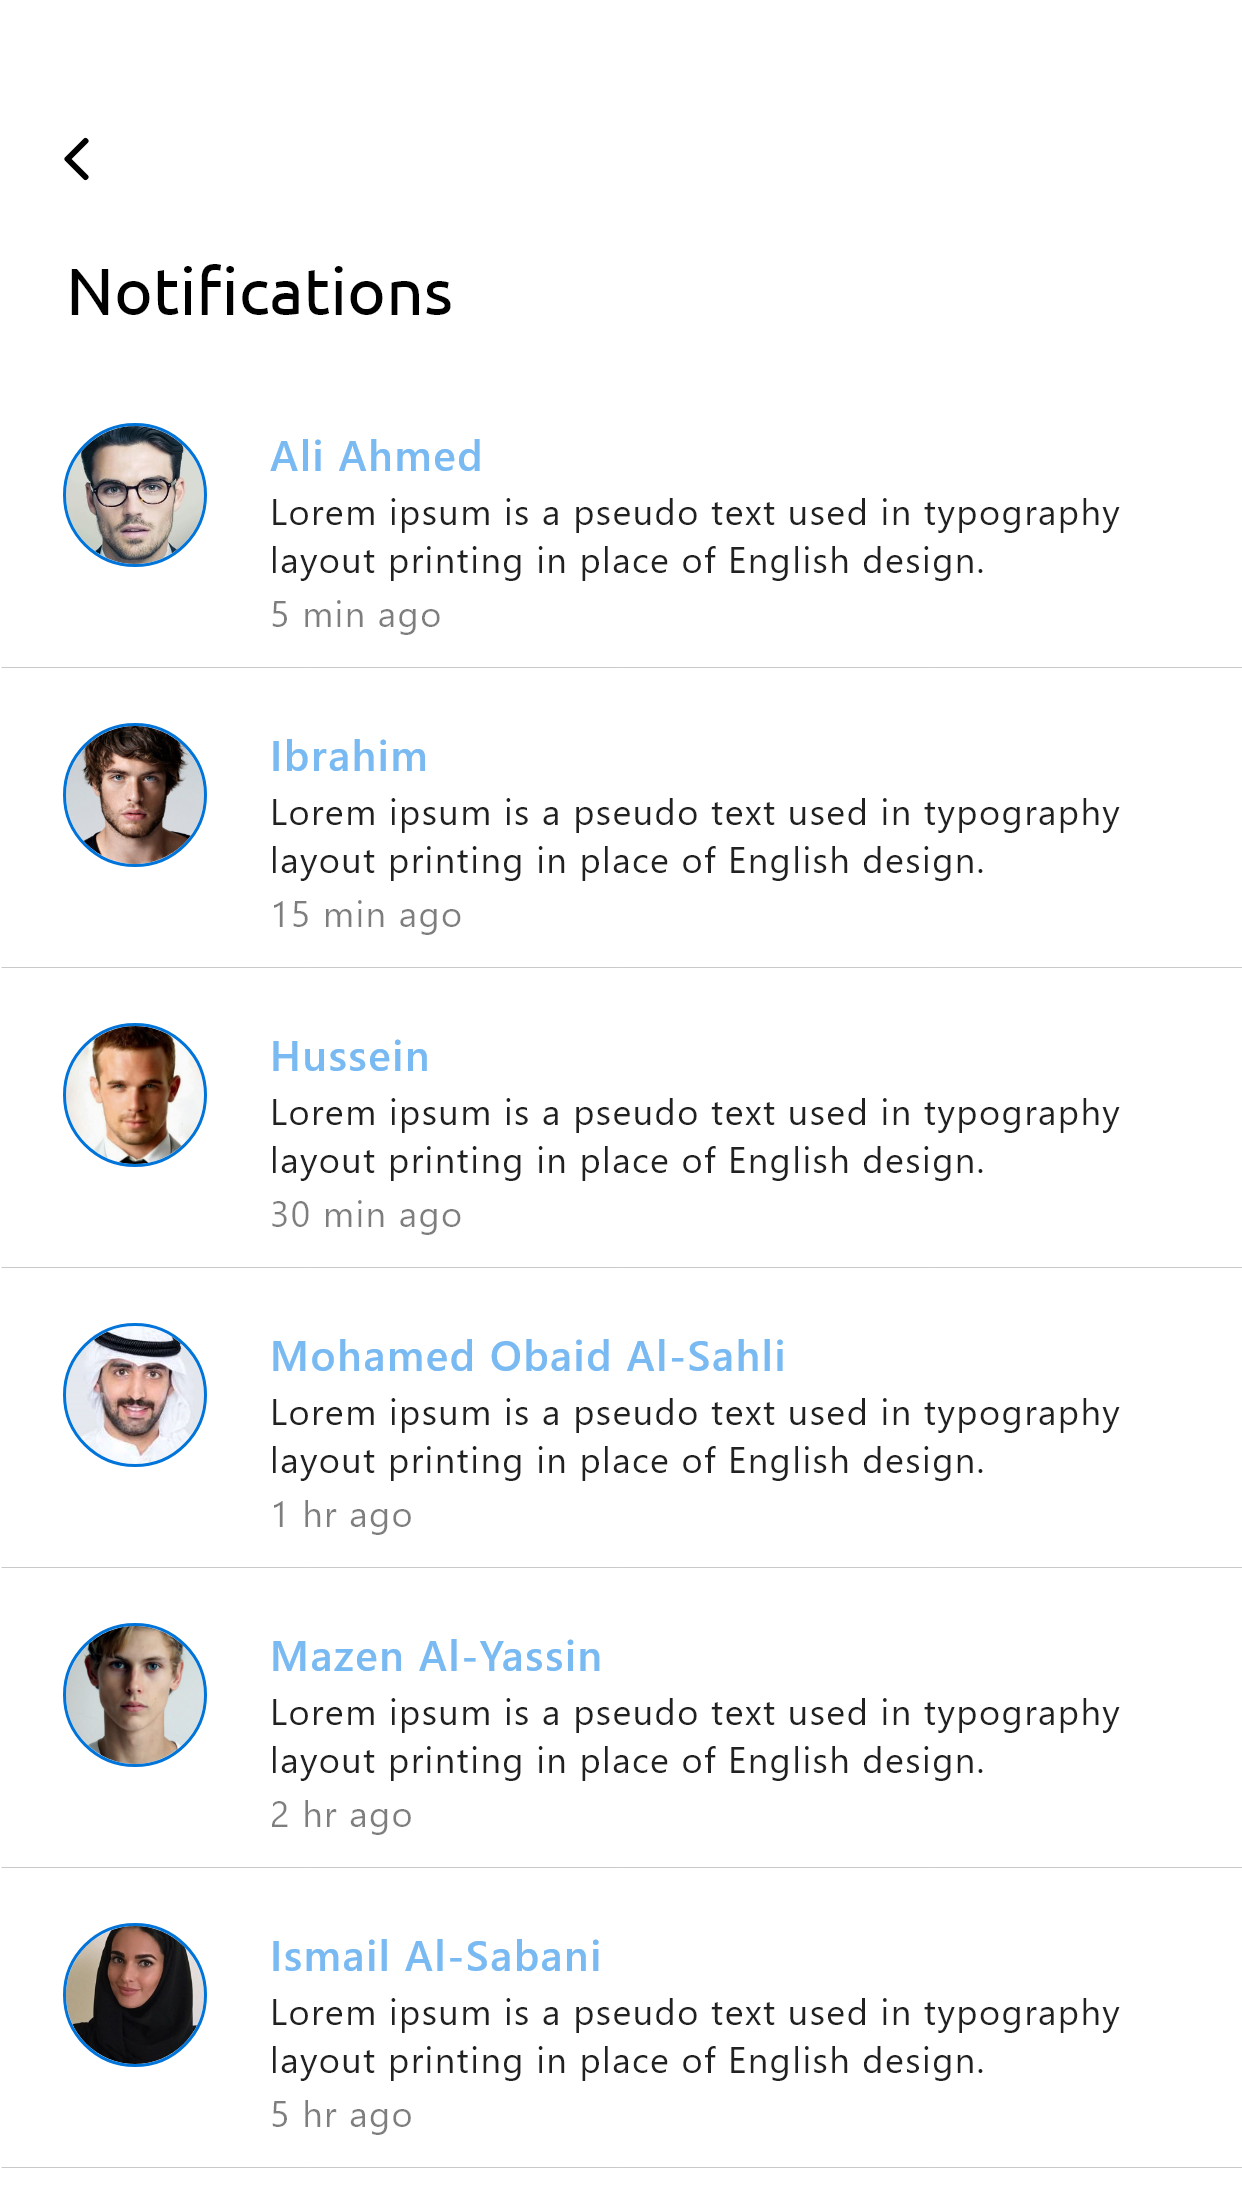 Notifications
Ali Ahmed
Lorem ipsum is a pseudo text used in typography
layout printing in place of English design.
5 min ago
Ibrahim
Lorem ipsum is a pseudo text used in typography
layout printing in place of English design.
15 min ago
Hussein
Lorem ipsum is a pseudo text used in typography
layout printing in place of English design.
30 min ago
Mohamed Obaid Al-Sahli
Lorem ipsum is a pseudo text used in typography
layout printing in place of English design.
1 hr ago
Mazen Al-Yassin
Lorem ipsum is a pseudo text used in typography
layout printing in place of English design.
2 hr ago
Ismail Al-Sabani
Lorem ipsum is a pseudo text used in typography
layout printing in place of English design.
5 hr ago